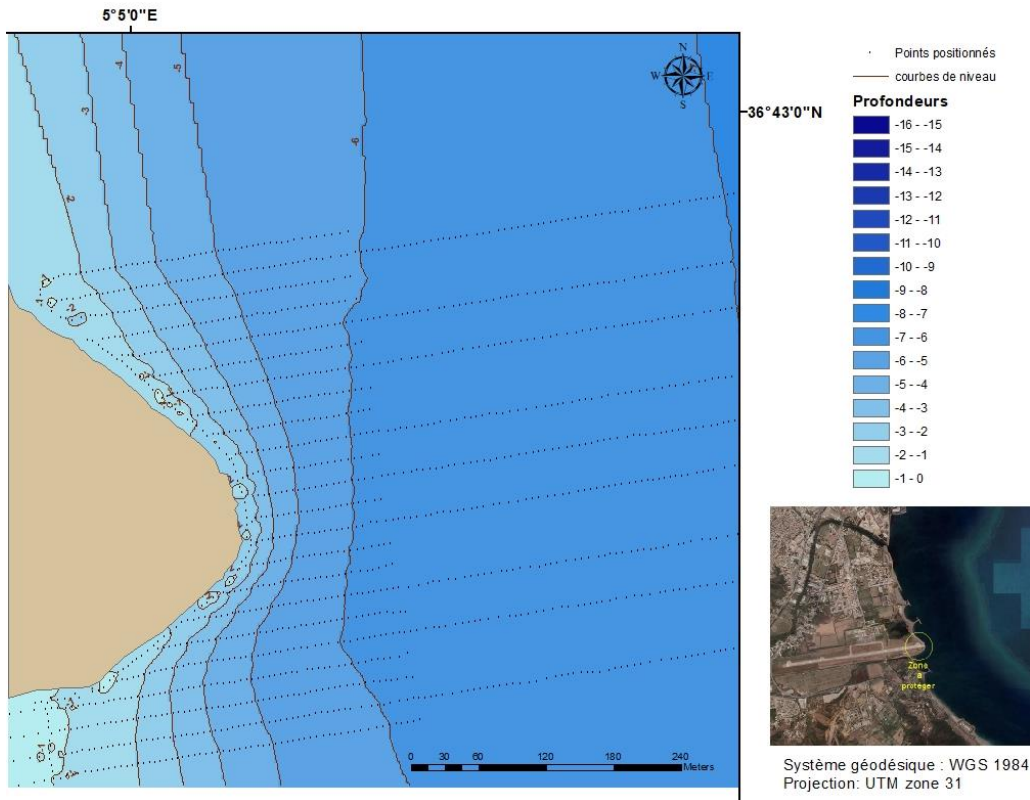 5°5'0"E
36°43'0"N
N
W E
S
Points positionnés
courbes de niveau
Profondeurs
-16 - -15
-15 - -14
-14 - -13
-13 - -12
-12 - -11
-11 - -10
-10 - -9
-9 - -8
-8 - -7
-7 - -6
-6 - -5
-5 - -4
-4 - -3
-3 - -2
-2 - -1
-1 - 0
-2
-3
-4
-5
-6
0 30 60 120 180 240
Meters
Zone
a
protéger
Système géodésique : WGS 1984
Projection: UTM zone 31